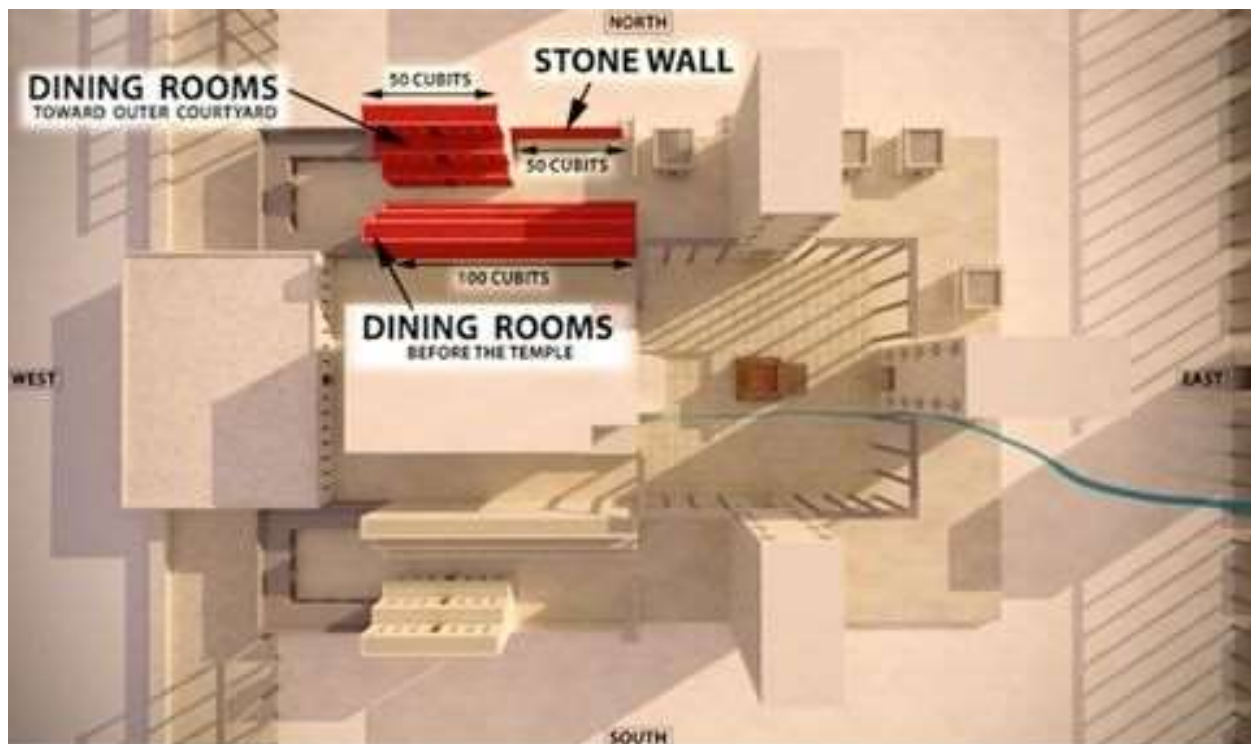 NORTH
STONE WALL
DINING ROOMS
TOWARD OUTER COURTYARD
50 CUBITS
50 CUBITS
100 CUBITS
DINING ROOMS
BEFORE THE TEMPLE
WEST
EAST
SOUTH